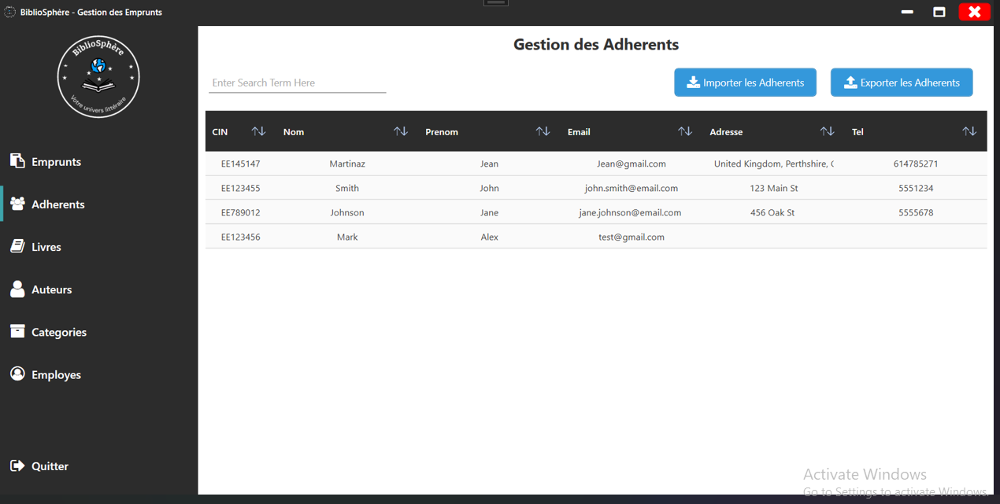 BiblioSphère - Gestion des Emprunts
BiblioSphère
Votre univers littéraire
Emprunts
Adherents
Livres
Auteurs
Categories
Employes
Quitter
Gestion des Adherents
Enter Search Term Here
Importer les Adherents
Exporter les Adherents
CIN Nom Prenom Email Adresse Tel
EE145147 Martinaz Jean Jean@gmail.com United Kingdom, Perthshire, 614785271
EE123455 Smith John john.smith@email.com 123 Main St 5551234
EE789012 Johnson Jane jane.johnson@email.com 456 Oak St 5555678
EE123456 Mark Alex test@gmail.com
Activate Windows
Go to Settings to activate Windows.